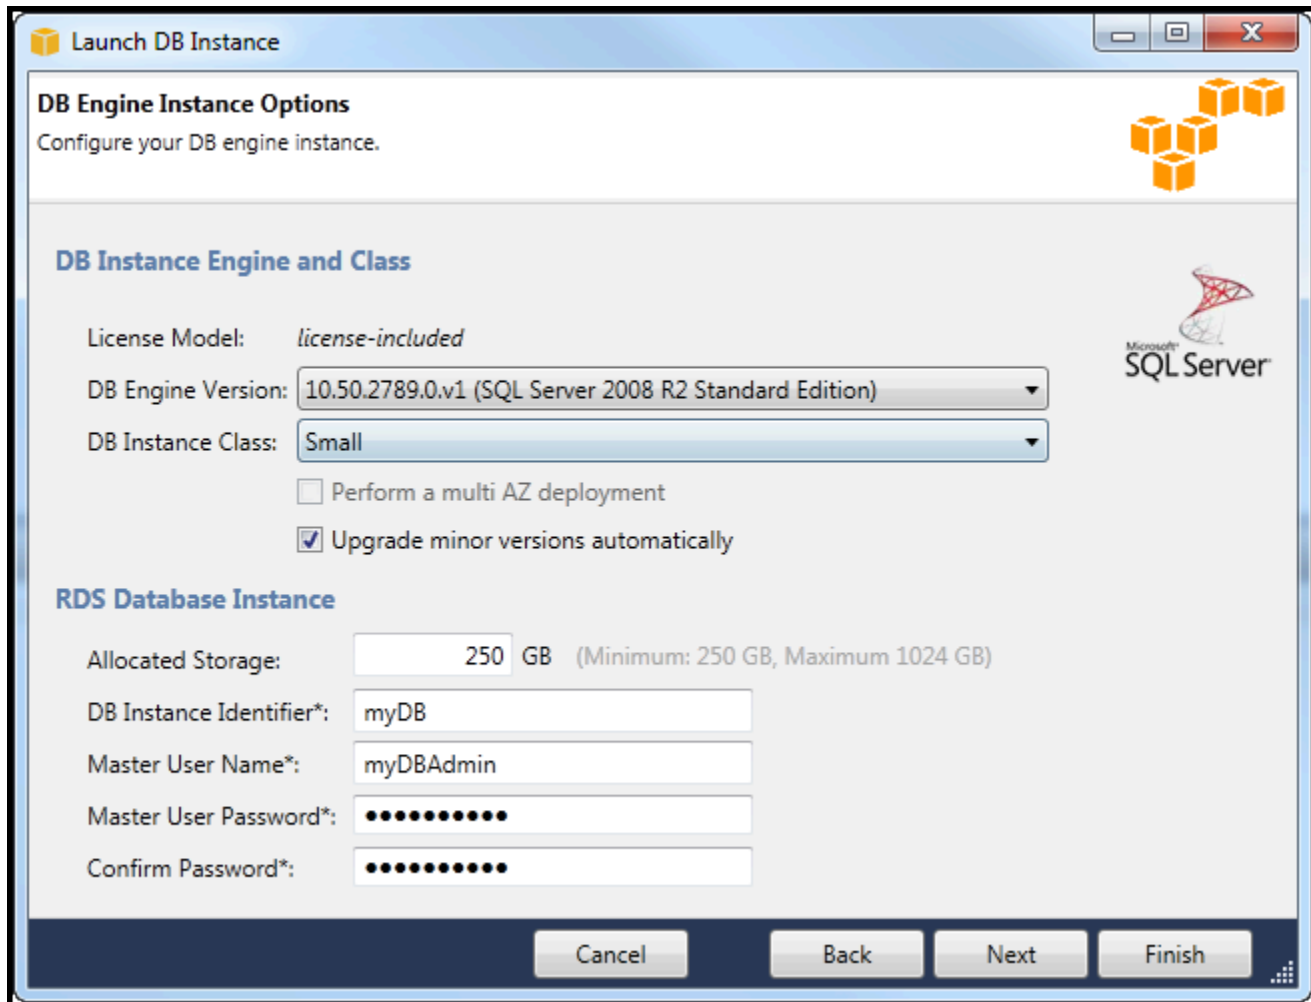 Launch DB Instance
DB Engine Instance Options
Configure your DB engine instance.
DB Instance Engine and Class
License Model: license-included
DB Engine Version: 10.50.2789.0.v1 (SQL Server 2008 R2 Standard Edition)
DB Instance Class: Small
Perform a multi AZ deployment
Upgrade minor versions automatically
Microsoft®
SQL Server
RDS Database Instance
Allocated Storage: 250 GB (Minimum: 250 GB, Maximum 1024 GB)
DB Instance Identifier*: myDB
Master User Name*: myDBAdmin
Master User Password*: ●●●●●●●●●●
Confirm Password*: ●●●●●●●●●●
Cancel Back Next Finish